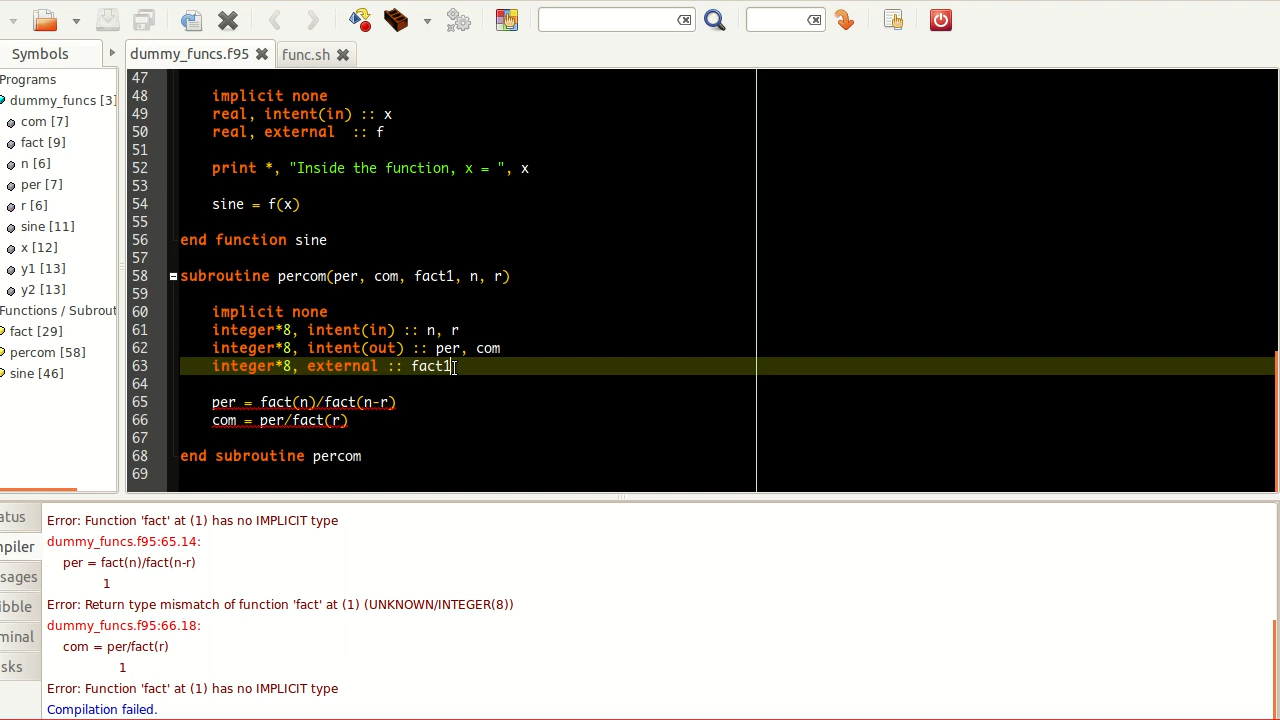 Symbols
dummy_funcs.f95
func.sh
Programs
dummy_funcs [3]
com [7]
fact [9]
n [6]
per [7]
r [6]
sine [11]
x [12]
y1 [13]
y2 [13]
Functions / Subrout
fact [29]
percom [58]
sine [46]
47
48 implicit none
49 real, intent(in) :: x
50 real, external  :: f
51
52 print *, "Inside the function, x = ", x
53
54 sine = f(x)
55
56 end function sine
57
58 subroutine percom(per, com, fact1, n, r)
59
60 implicit none
61 integer*8, intent(in) :: n, r
62 integer*8, intent(out) :: per, com
63 integer*8, external :: fact1
64
65 per = fact(n)/fact(n-r)
66 com = per/fact(r)
67
68 end subroutine percom
69
atus
mpiler
ssages
ibble
minal
sks
Error: Function 'fact' at (1) has no IMPLICIT type
dummy_funcs.f95:65.14:
per = fact(n)/fact(n-r)
1
Error: Return type mismatch of function 'fact' at (1) (UNKNOWN/INTEGER(8))
dummy_funcs.f95:66.18:
com = per/fact(r)
1
Error: Function 'fact' at (1) has no IMPLICIT type
Compilation failed.